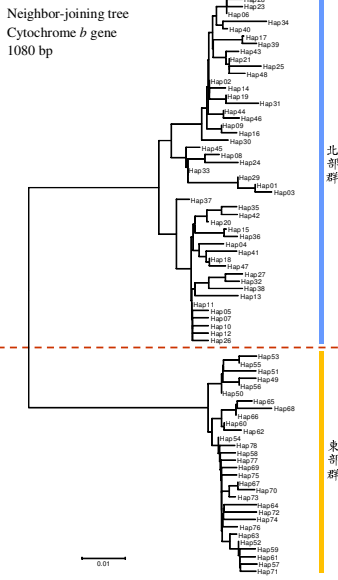 Neighbor-joining tree
Cytochrome b gene
1080 bp
Hap23
Hap06
Hap34
Hap40
Hap17
Hap39
Hap43
Hap21
Hap25
Hap48
Hap02
Hap14
Hap19
Hap31
Hap44
Hap46
Hap09
Hap16
Hap30
Hap45
Hap08
Hap24
Hap33
Hap29
Hap01
Hap03
Hap37
Hap35
Hap42
Hap20
Hap15
Hap36
Hap04
Hap41
Hap18
Hap47
Hap27
Hap32
Hap38
Hap13
Hap11
Hap05
Hap07
Hap10
Hap12
Hap26
北部群
Hap53
Hap55
Hap51
Hap49
Hap56
Hap50
Hap65
Hap68
Hap66
Hap60
Hap62
Hap54
Hap78
Hap58
Hap77
Hap69
Hap75
Hap67
Hap70
Hap73
Hap64
Hap72
Hap74
Hap76
Hap63
Hap52
Hap59
Hap61
Hap57
Hap71
東部群
0.01